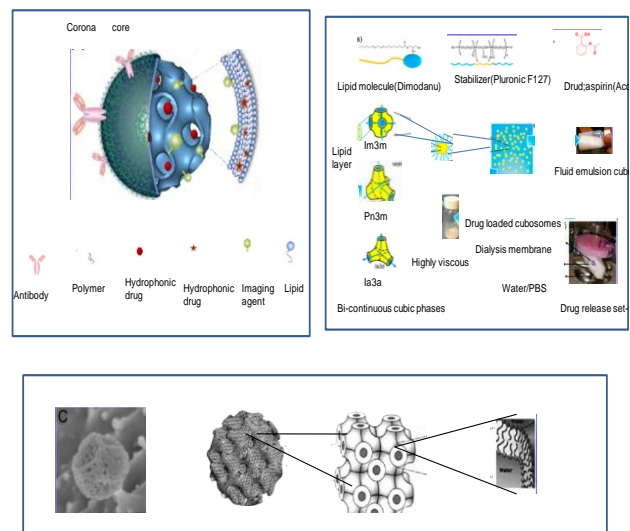 Corona core
Antibody
Polymer
Hydrophonic
drug
Hydrophonic
drug
Imaging
agent
Lipid
Lipid molecule(Dimodanu)
Stabilizer(Pluronic F127)
Drud;aspirin(Acc
Lipid
layer
Im3m
Fluid emulsion cub
Pn3m
Drug loaded cubosomes
Highly viscous
Dialysis membrane
Ia3a
Water/PBS
Bi-continuous cubic phases
Drug release set-
C
Water